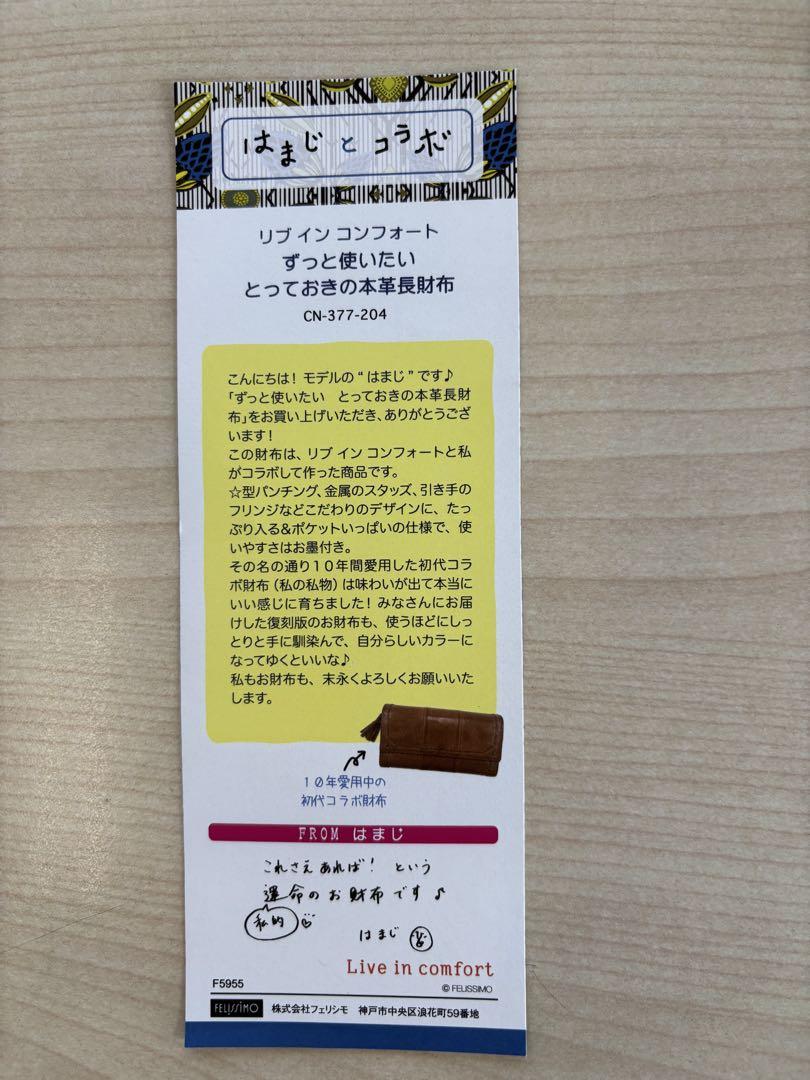 はまじとコラボ
リブ イン コンフォート
ずっと使いたい
とっておきの本革長財布
CN-377-204
こんにちは！モデルの“はまじ”です♪
「ずっと使いたい　とっておきの本革長財
布」をお買い上げいただき、ありがとうござ
います！
この財布は、リブ イン コンフォートと私
がコラボして作った商品です。
☆型パンチング、金属のスタッズ、引き手の
フリンジなどこだわりのデザインに、たっ
ぷり入る&ポケットいっぱいの仕様で、使
いやすさはお墨付き。
その名の通り１０年間愛用した初代コラ
ボ財布（私の私物）は味わいが出て本当に
いい感じに育ちました！みなさんにお届
けした復刻版のお財布も、使うほどにしっ
とりと手に馴染んで、自分らしいカラーに
なってゆくといいな♪
私もお財布も、末永くよろしくお願いいた
します。
１０年愛用中の
初代コラボ財布
FROM はまじ
これさえあれば！という
運命のお財布です♪
私的
はまじ
Live in comfort
F5955
© FELISSIMO
FELISSIMO 株式会社フェリシモ 神戸市中央区浪花町59番地